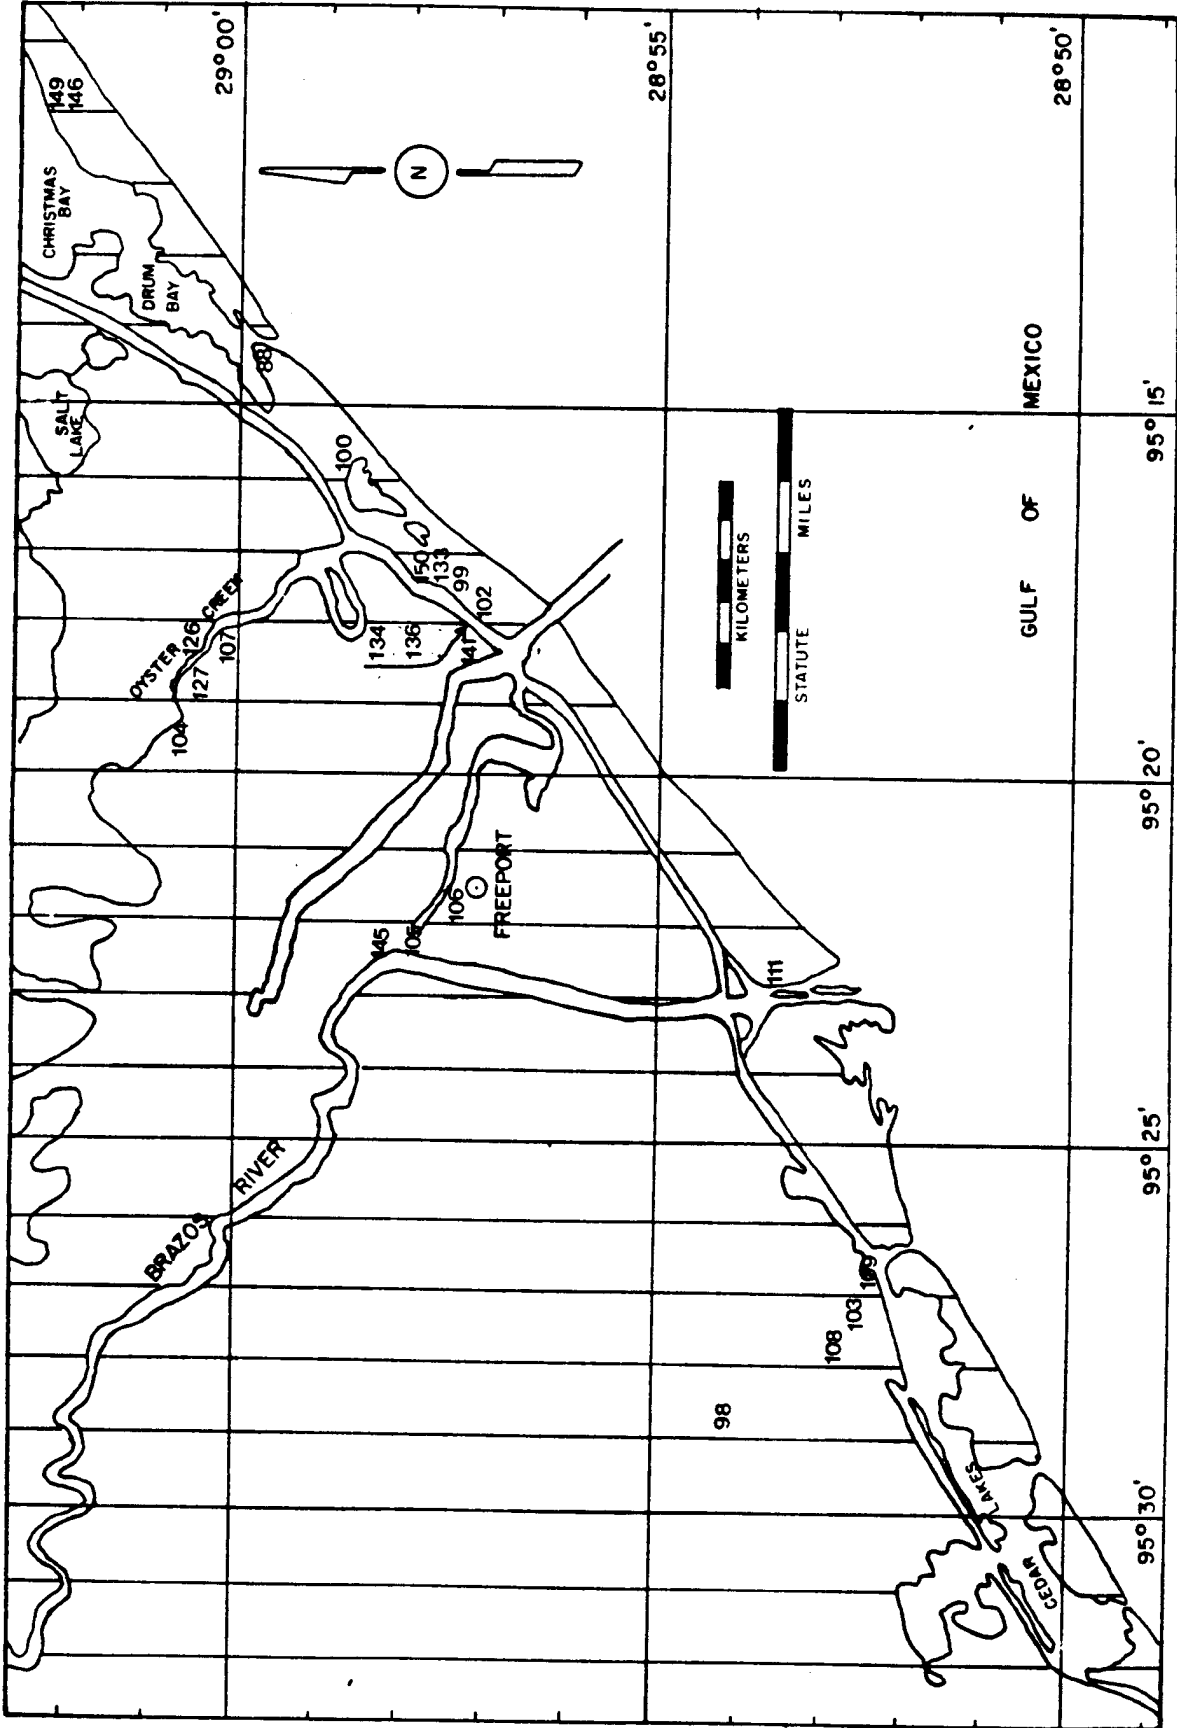 149
146
29°00'
28°55'
28°50'
CHRISTMAS
BAY
N
DRUM
BAY
88
SALT
LAKE
100
GULF OF MEXICO
95°15'
KILOMETERS
STATUTE MILES
OYSTER CREEK
126
107
127
104
150
133
99
102
134
136
141
95°20'
106
FREEPORT
145
105
111
BRAZOS RIVER
95°25'
109
103
108
98
CEDAR LAKES
95°30'